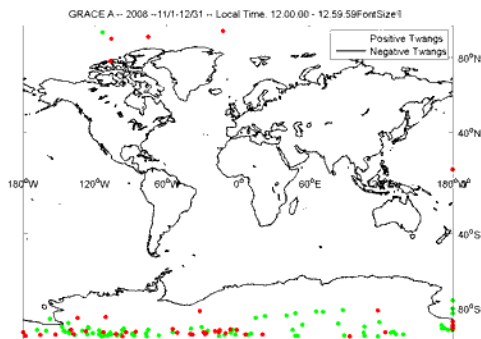 GRACE A -- 2008 --11/1-12/31 -- Local Time. 12:00:00 - 12:59:59FontSize
Positive Twangs
Negative Twangs
80°N
40°N
180°W 120°W 60°W 0° 60°E 120°E 180°W
40°S
80°S